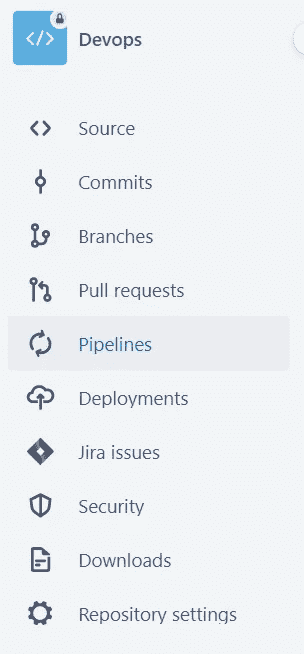 Devops
Source
Commits
Branches
Pull requests
Pipelines
Deployments
Jira issues
Security
Downloads
Repository settings